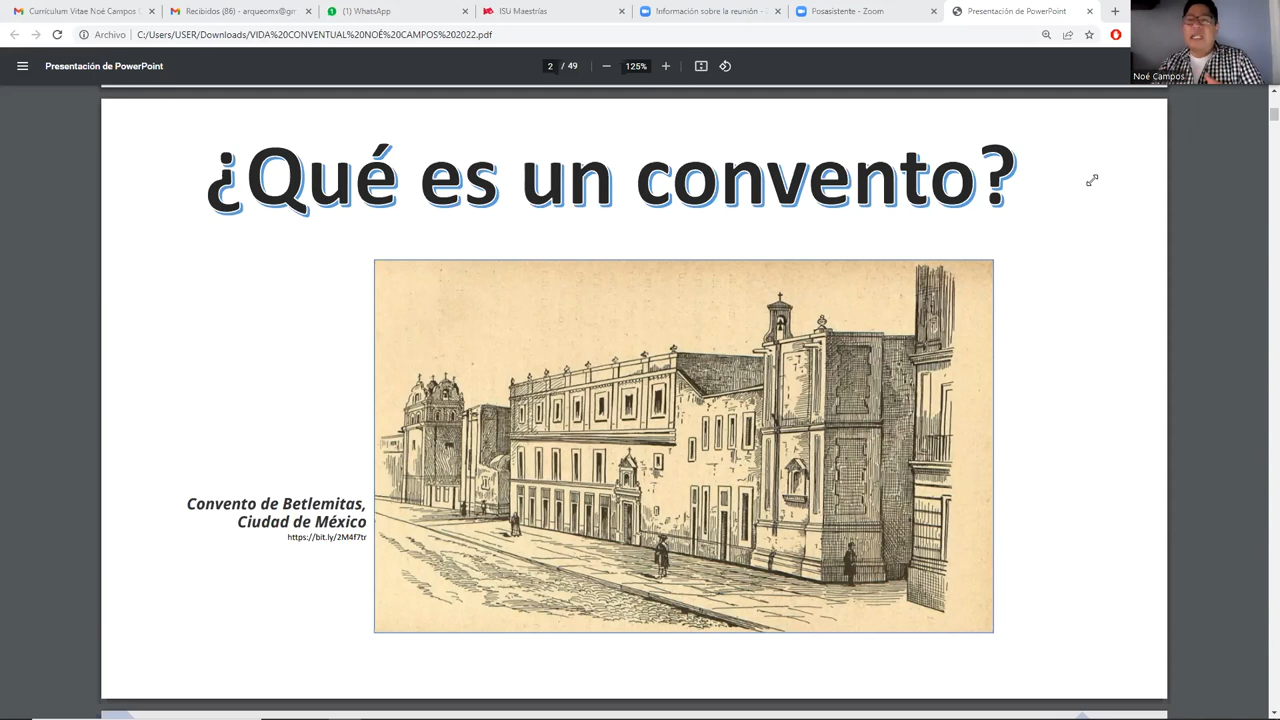 Currículum Vitae Noé Campos C
Recibidos (86) - arqueomx@gm
(1) WhatsApp
ISU Maestrías
Información sobre la reunión -
Posasistente - Zoom
Presentación de PowerPoint
Archivo
C:/Users/USER/Downloads/VIDA%20CONVENTUAL%20NOÉ%20CAMPOS%202022.pdf
Presentación de PowerPoint
2 / 49
125%
Noé Campos
¿Qué es un convento?
Convento de Betlemitas,
Ciudad de México
https://bit.ly/2M4f7tr